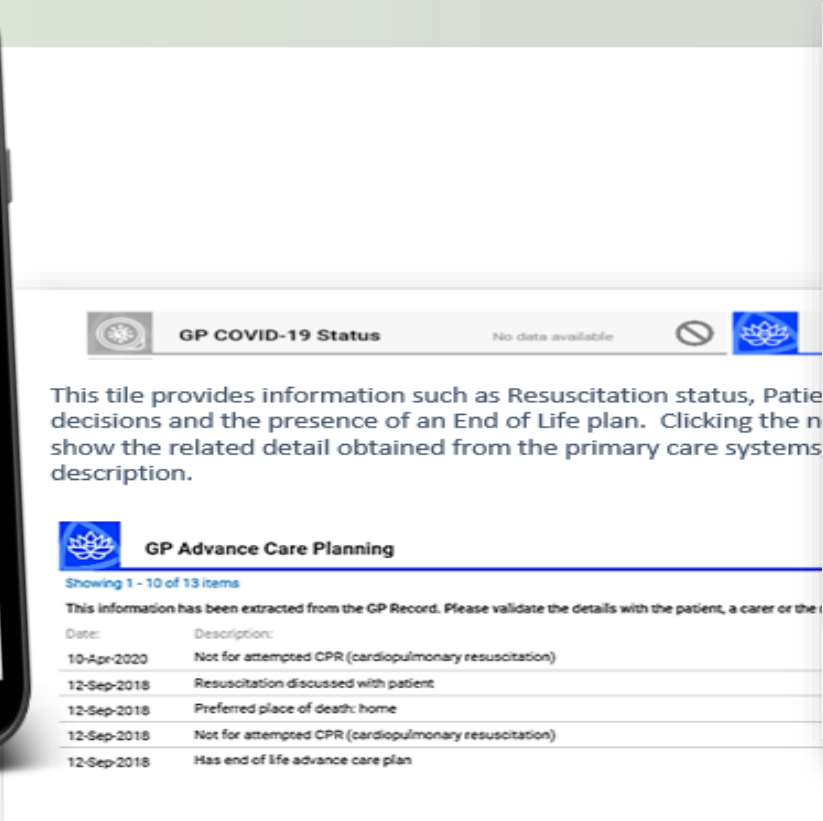 GP COVID-19 Status No data available
This tile provides information such as Resuscitation status, Patie
decisions and the presence of an End of Life plan. Clicking the n
show the related detail obtained from the primary care systems
description.
GP Advance Care Planning
Showing 1 - 10 of 13 items
This information has been extracted from the GP Record. Please validate the details with the patient, a carer or the
Date: Description:
10-Apr-2020 Not for attempted CPR (cardiopulmonary resuscitation)
12-Sep-2018 Resuscitation discussed with patient
12-Sep-2018 Preferred place of death: home
12-Sep-2018 Not for attempted CPR (cardiopulmonary resuscitation)
12-Sep-2018 Has end of life advance care plan